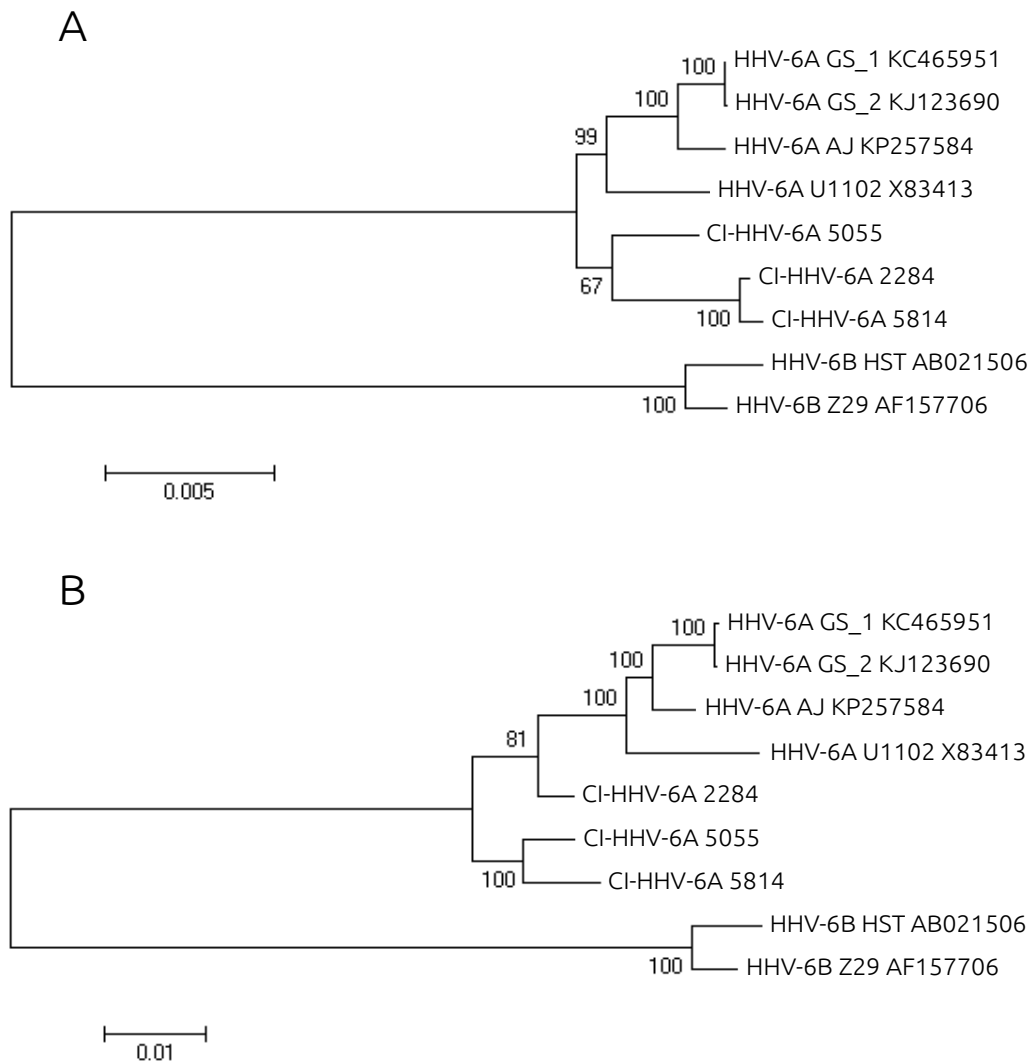 A
100
HHV-6A GS_1 KC465951
100
HHV-6A GS_2 KJ123690
99
HHV-6A AJ KP257584
HHV-6A U1102 X83413
CI-HHV-6A 5055
67
CI-HHV-6A 2284
100
CI-HHV-6A 5814
HHV-6B HST AB021506
100
HHV-6B Z29 AF157706
0.005
B
100
HHV-6A GS_1 KC465951
100
HHV-6A GS_2 KJ123690
100
HHV-6A AJ KP257584
81
HHV-6A U1102 X83413
CI-HHV-6A 2284
CI-HHV-6A 5055
100
CI-HHV-6A 5814
HHV-6B HST AB021506
100
HHV-6B Z29 AF157706
0.01